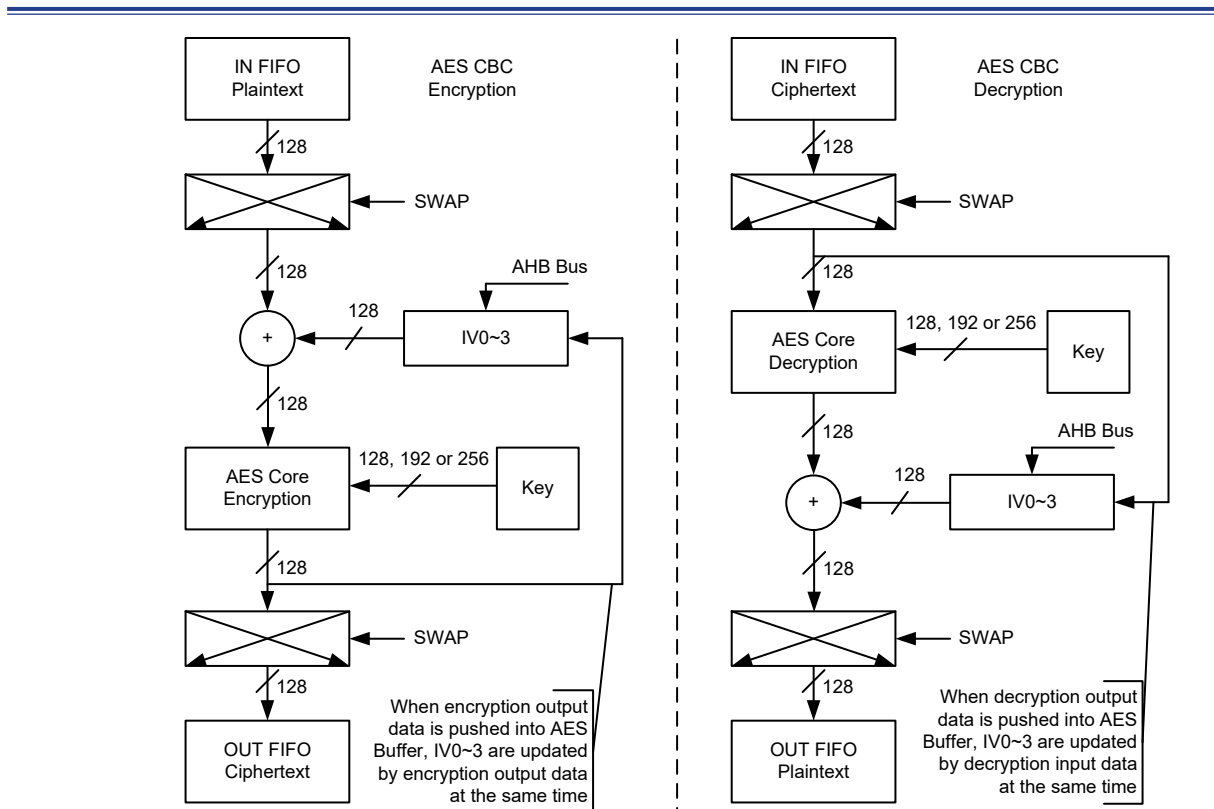 IN FIFO
Plaintext
AES CBC
Encryption
128
SWAP
128
AHB Bus
128
+
IV0~3
128
AES Core
Encryption
128, 192 or 256
Key
128
SWAP
128
When encryption output
data is pushed into AES
Buffer, IV0~3 are updated
by encryption output data
at the same time
OUT FIFO
Ciphertext
IN FIFO
Ciphertext
AES CBC
Decryption
128
SWAP
128
AES Core
Decryption
128, 192 or 256
Key
128
AHB Bus
128
+
IV0~3
128
SWAP
128
When decryption output
data is pushed into AES
Buffer, IV0~3 are updated
by decryption input data
at the same time
OUT FIFO
Plaintext